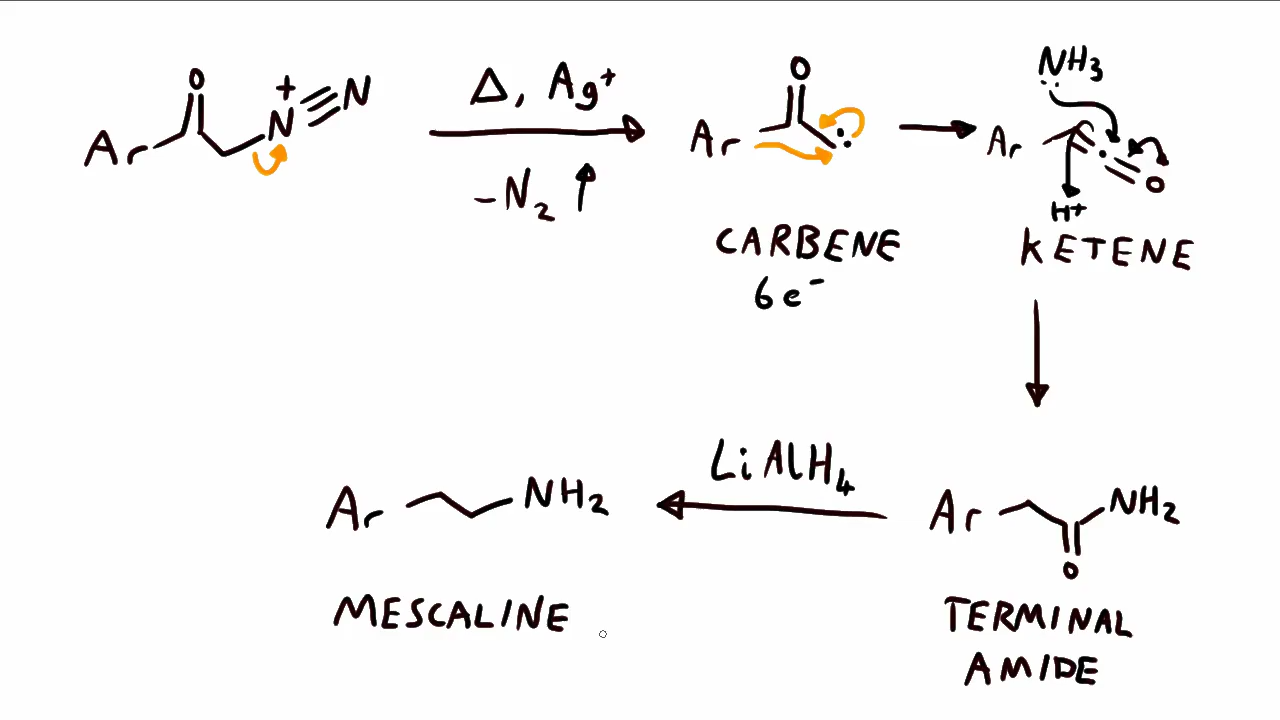 O
Ar N+ ≡ N
Δ, Ag+
-N2 ↑
O
Ar :
CARBENE
6e-
NH3
Ar O
H+
KETENE
LiAlH4
Ar NH2
MESCALINE
Ar NH2
O
TERMINAL
AMIDE